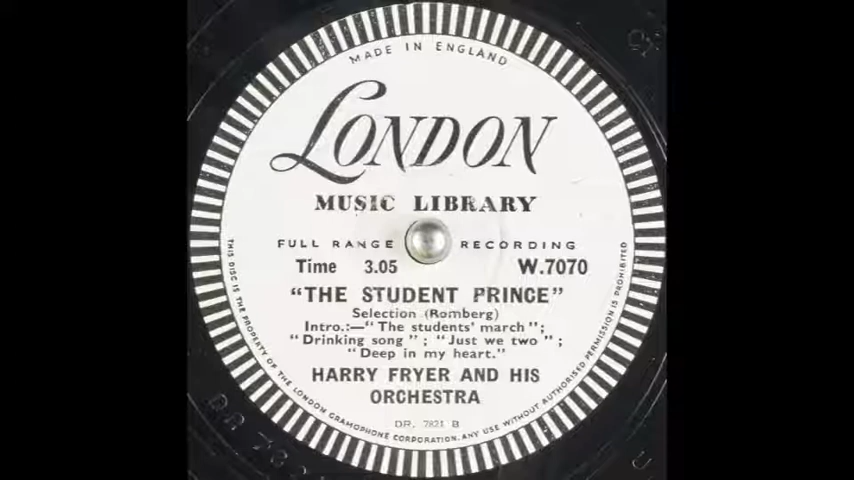 MADE IN ENGLAND
LONDON
MUSIC LIBRARY
FULL RANGE RECORDING
Time 3.05 W.7070
"THE STUDENT PRINCE"
Selection (Romberg)
Intro.:—"The students' march";
"Drinking song"; "Just we two";
"Deep in my heart."
HARRY FRYER AND HIS
ORCHESTRA
DR. 7821 B
THIS DISC IS THE PROPERTY OF THE LONDON GRAMOPHONE CORPORATION. ANY USE WITHOUT AUTHORISED PERMISSION IS PROHIBITED.